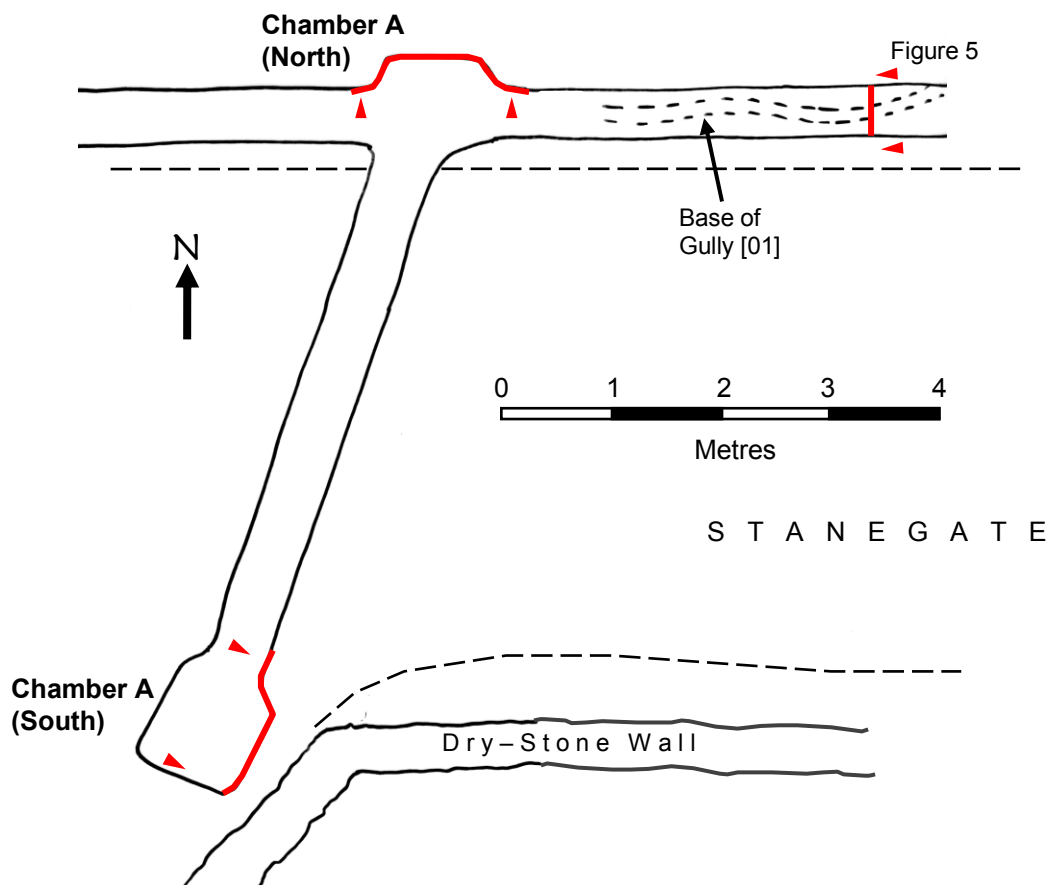 Chamber A
(North)
Figure 5
Base of
Gully [01]
N
0 1 2 3 4
Metres
STANEGATE
Chamber A
(South)
Dry–Stone Wall